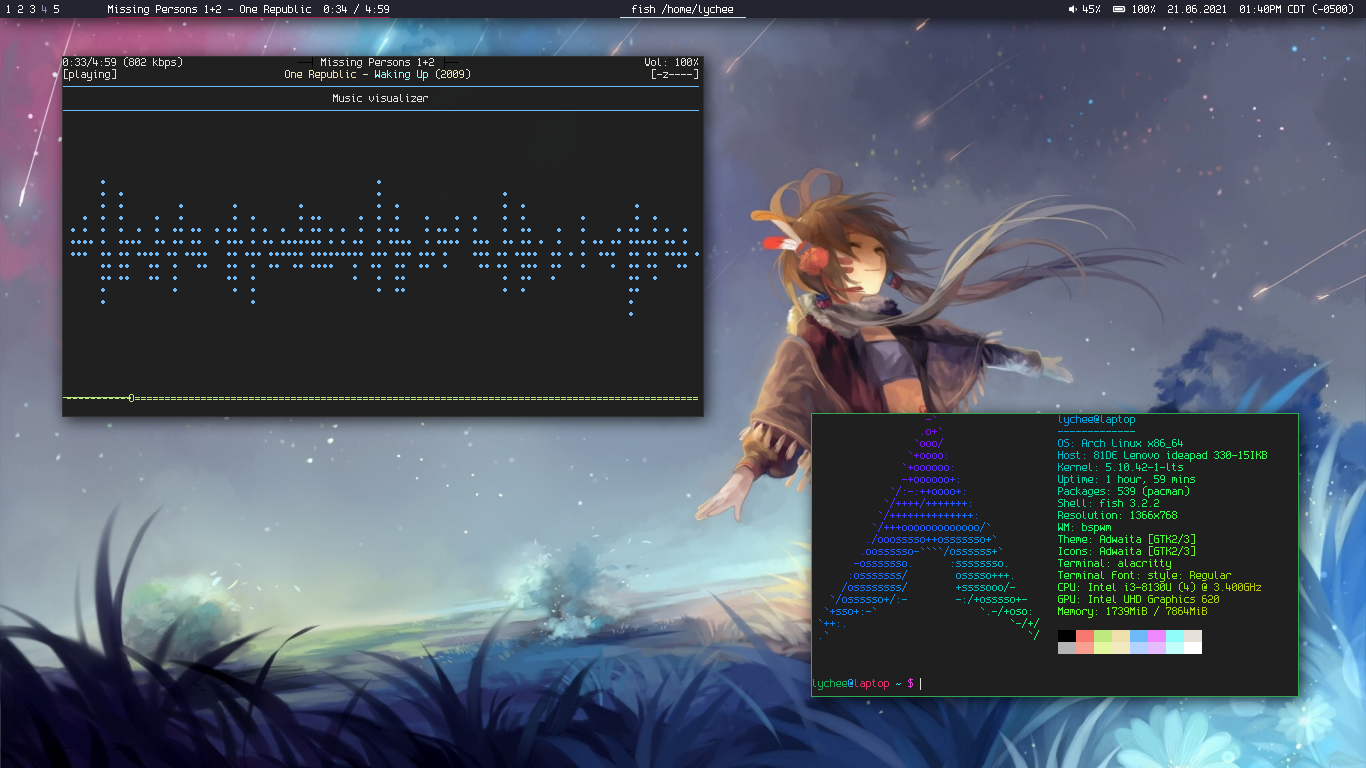 1 2 3 4 5 Missing Persons 1+2 - One Republic 0:34 / 4:59 fish /home/lychee 45% 100% 21.06.2021 01:40PM CDT (-0500)
0:33/4:59 (802 kbps) Missing Persons 1+2 Vol: 100%
[playing] One Republic - Waking Up (2009) [-z----]
Music visualizer
lychee@laptop
-------------
OS: Arch Linux x86_64
Host: 81DE Lenovo ideapad 330-15IKB
Kernel: 5.10.42-1-lts
Uptime: 1 hour, 59 mins
Packages: 539 (pacman)
Shell: fish 3.2.2
Resolution: 1366x768
WM: bspwm
Theme: Adwaita [GTK2/3]
Icons: Adwaita [GTK2/3]
Terminal: alacritty
Terminal Font: style: Regular
CPU: Intel i3-8130U (4) @ 3.400GHz
GPU: Intel UHD Graphics 620
Memory: 1739MiB / 7864MiB
lychee@laptop ~ $